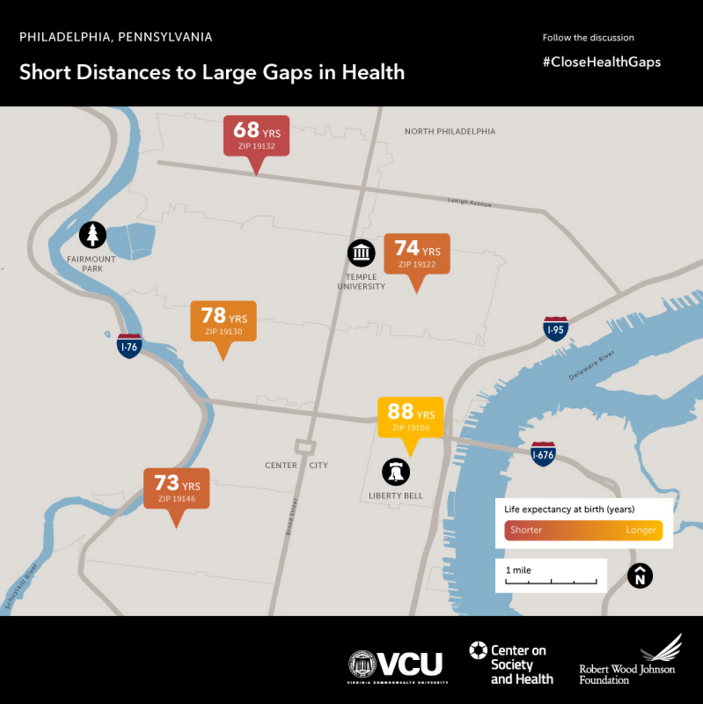 PHILADELPHIA, PENNSYLVANIA
Short Distances to Large Gaps in Health
Follow the discussion
#CloseHealthGaps
68 YRS
ZIP 19132
NORTH PHILADELPHIA
Lehigh Avenue
FAIRMOUNT
PARK
TEMPLE
UNIVERSITY
74 YRS
ZIP 19122
78 YRS
ZIP 19130
I-76
I-95
Delaware River
88 YRS
ZIP 19106
I-676
CENTER CITY
LIBERTY BELL
73 YRS
ZIP 19146
Broad Street
Schuylkill River
Life expectancy at birth (years)
Shorter Longer
1 mile
N
VCU
VIRGINIA COMMONWEALTH UNIVERSITY
Center on
Society
and Health
Robert Wood Johnson
Foundation